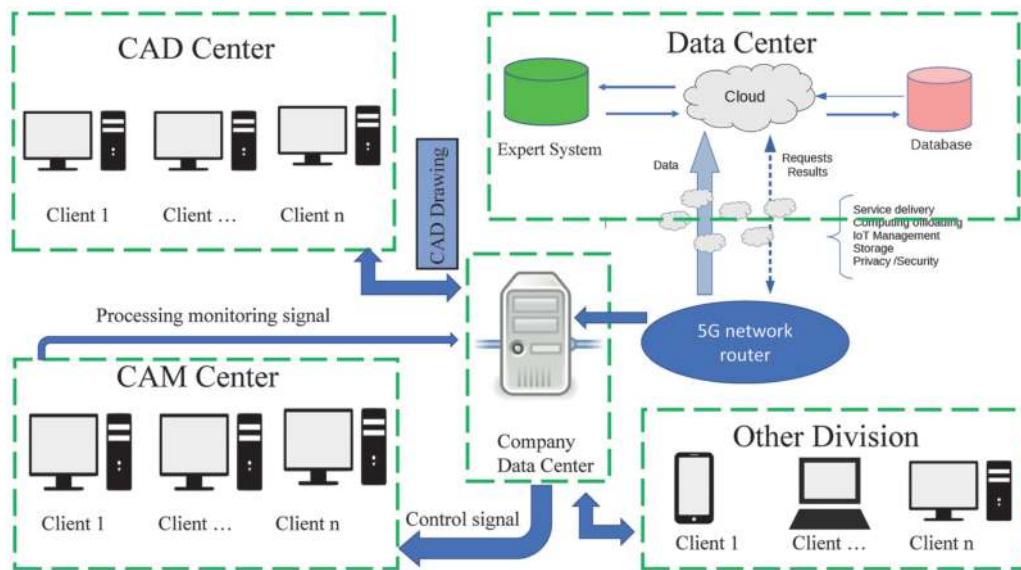 CAD Center
Client 1
Client ...
Client n
CAD Drawing
Data Center
Cloud
Expert System
Database
Data
Requests
Results
Service delivery
Computing offloading
IoT Management
Storage
Privacy /Security
Processing monitoring signal
5G network
router
CAM Center
Client 1
Client ...
Client n
Company
Data Center
Control signal
Other Division
Client 1
Client ...
Client n